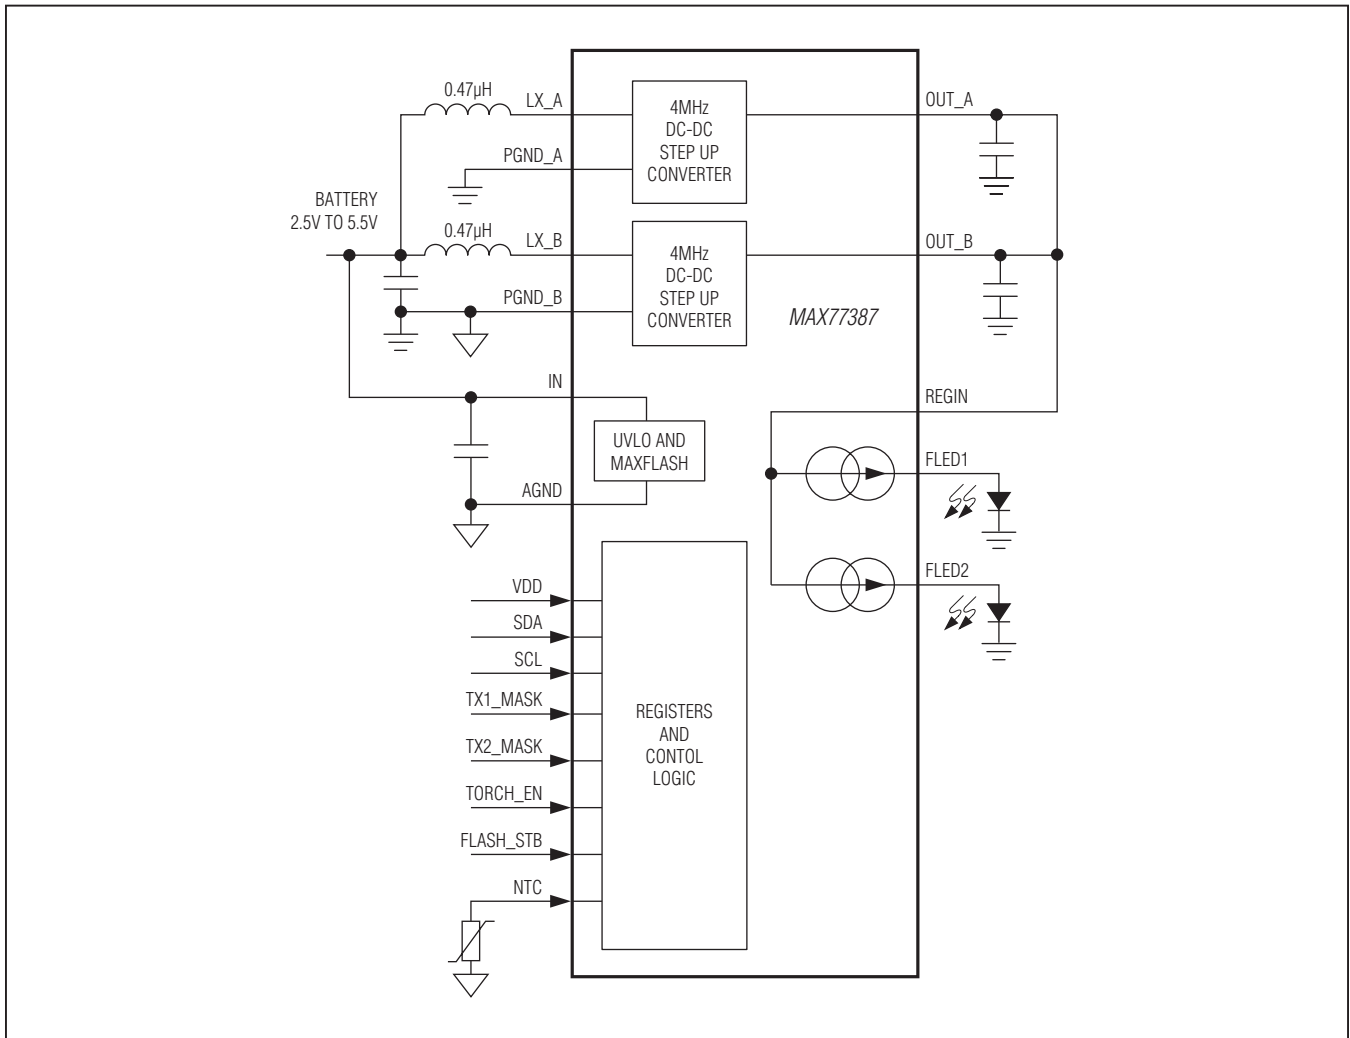 0.47µH
LX_A
4MHz
DC-DC
STEP UP
CONVERTER
OUT_A
PGND_A
BATTERY
2.5V TO 5.5V
0.47µH
LX_B
4MHz
DC-DC
STEP UP
CONVERTER
OUT_B
PGND_B
MAX77387
IN
UVLO AND
MAXFLASH
AGND
REGIN
FLED1
FLED2
VDD
SDA
SCL
TX1_MASK
TX2_MASK
TORCH_EN
FLASH_STB
NTC
REGISTERS
AND
CONTOL
LOGIC